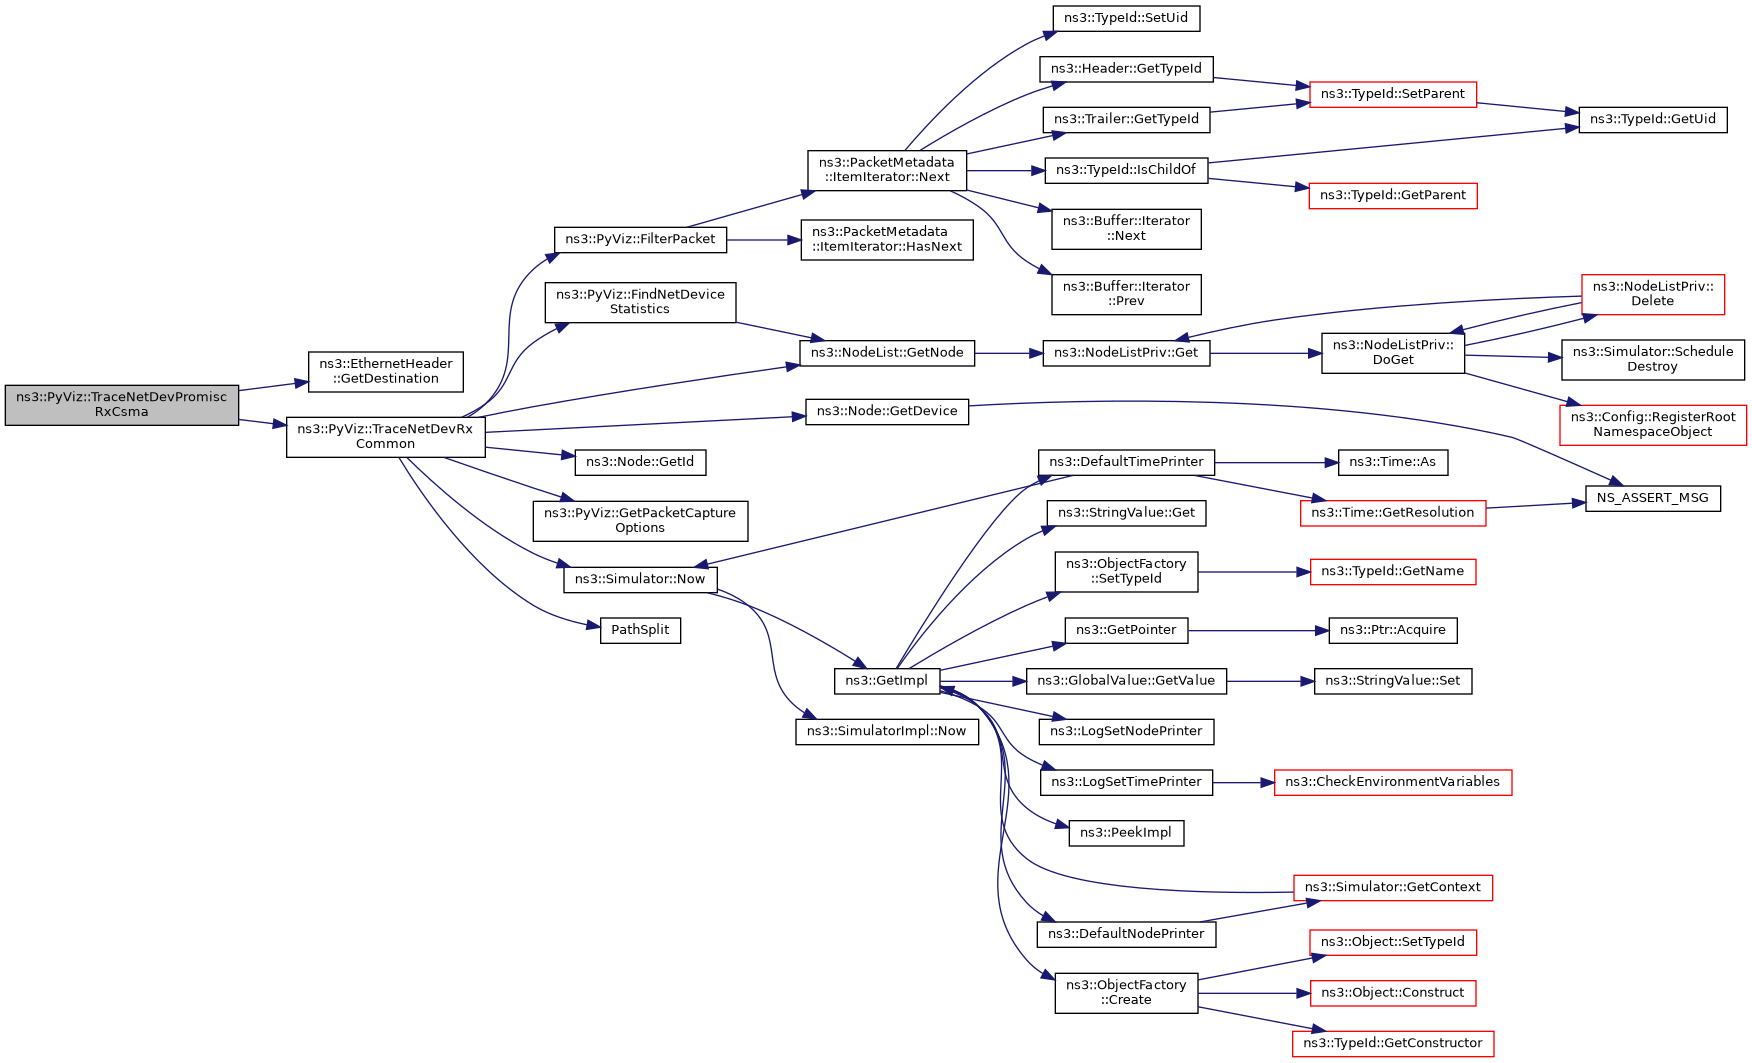 ns3::PyViz::TraceNetDevPromisc
RxCsma
ns3::EthernetHeader
::GetDestination
ns3::PyViz::TraceNetDevRx
Common
ns3::PyViz::FilterPacket
ns3::PyViz::FindNetDevice
Statistics
ns3::Node::GetId
ns3::PyViz::GetPacketCapture
Options
ns3::Simulator::Now
PathSplit
ns3::PacketMetadata
::ItemIterator::Next
ns3::PacketMetadata
::ItemIterator::HasNext
ns3::NodeList::GetNode
ns3::Node::GetDevice
ns3::GetImpl
ns3::SimulatorImpl::Now
ns3::TypeId::SetUid
ns3::Header::GetTypeId
ns3::Trailer::GetTypeId
ns3::TypeId::IsChildOf
ns3::Buffer::Iterator
::Next
ns3::Buffer::Iterator
::Prev
ns3::NodeListPriv::Get
ns3::DefaultTimePrinter
ns3::StringValue::Get
ns3::ObjectFactory
::SetTypeId
ns3::GetPointer
ns3::GlobalValue::GetValue
ns3::LogSetNodePrinter
ns3::LogSetTimePrinter
ns3::PeekImpl
ns3::DefaultNodePrinter
ns3::ObjectFactory
::Create
ns3::TypeId::SetParent
ns3::TypeId::GetParent
ns3::NodeListPriv::
DoGet
ns3::Time::As
ns3::Time::GetResolution
ns3::TypeId::GetName
ns3::Ptr::Acquire
ns3::StringValue::Set
ns3::CheckEnvironmentVariables
ns3::Simulator::GetContext
ns3::Object::SetTypeId
ns3::Object::Construct
ns3::TypeId::GetConstructor
ns3::TypeId::GetUid
ns3::NodeListPriv::
Delete
ns3::Simulator::Schedule
Destroy
ns3::Config::RegisterRoot
NamespaceObject
NS_ASSERT_MSG